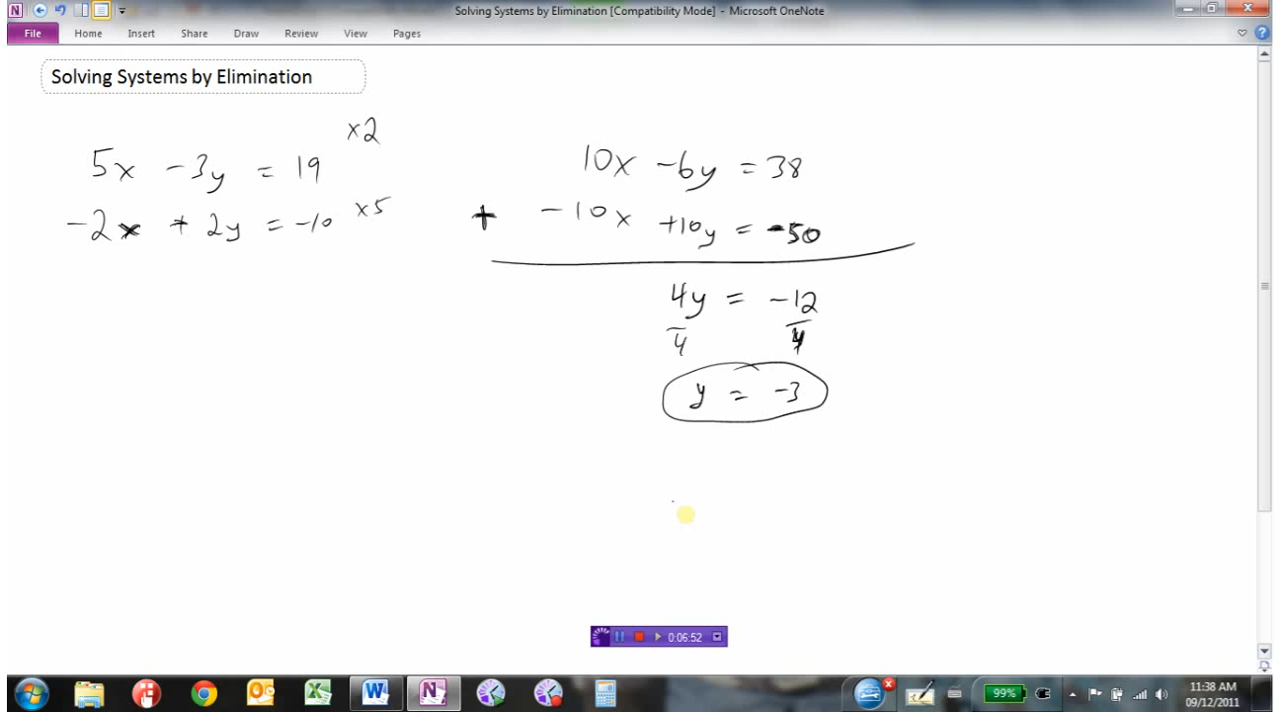 Solving Systems by Elimination [Compatibility Mode] - Microsoft OneNote
File Home Insert Share Draw Review View Pages
Solving Systems by Elimination
×2
5x -3y = 19
-2x + 2y = -10 ×5
10x -6y = 38
+ -10x +10y = -50
4y = -12
4 4
y = -3
0:06:52
99%
11:38 AM
09/12/2011